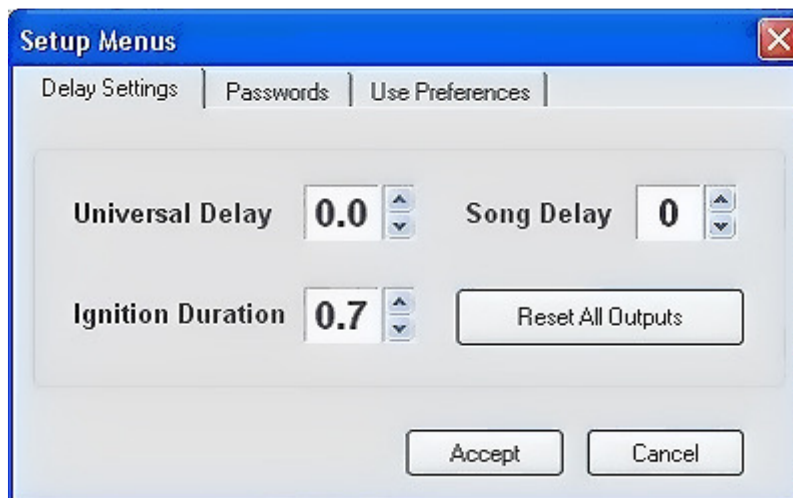 Setup Menus
Delay Settings Passwords Use Preferences
Universal Delay 0.0 Song Delay 0
Ignition Duration 0.7 Reset All Outputs
Accept Cancel